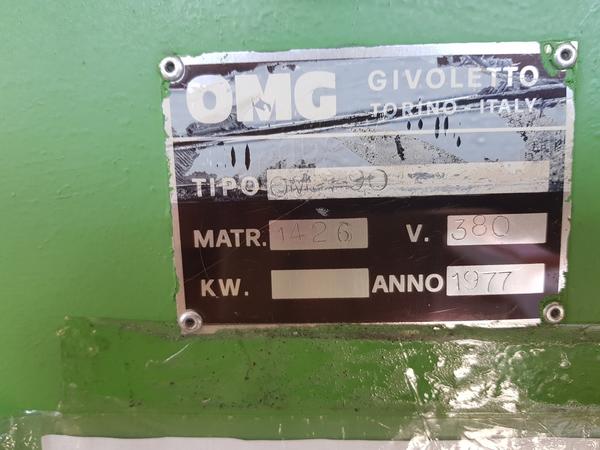 OMG GIVOLETTO
TORINO - ITALY
TIPO
MATR. 1426 V. 380
KW. ANNO 1977